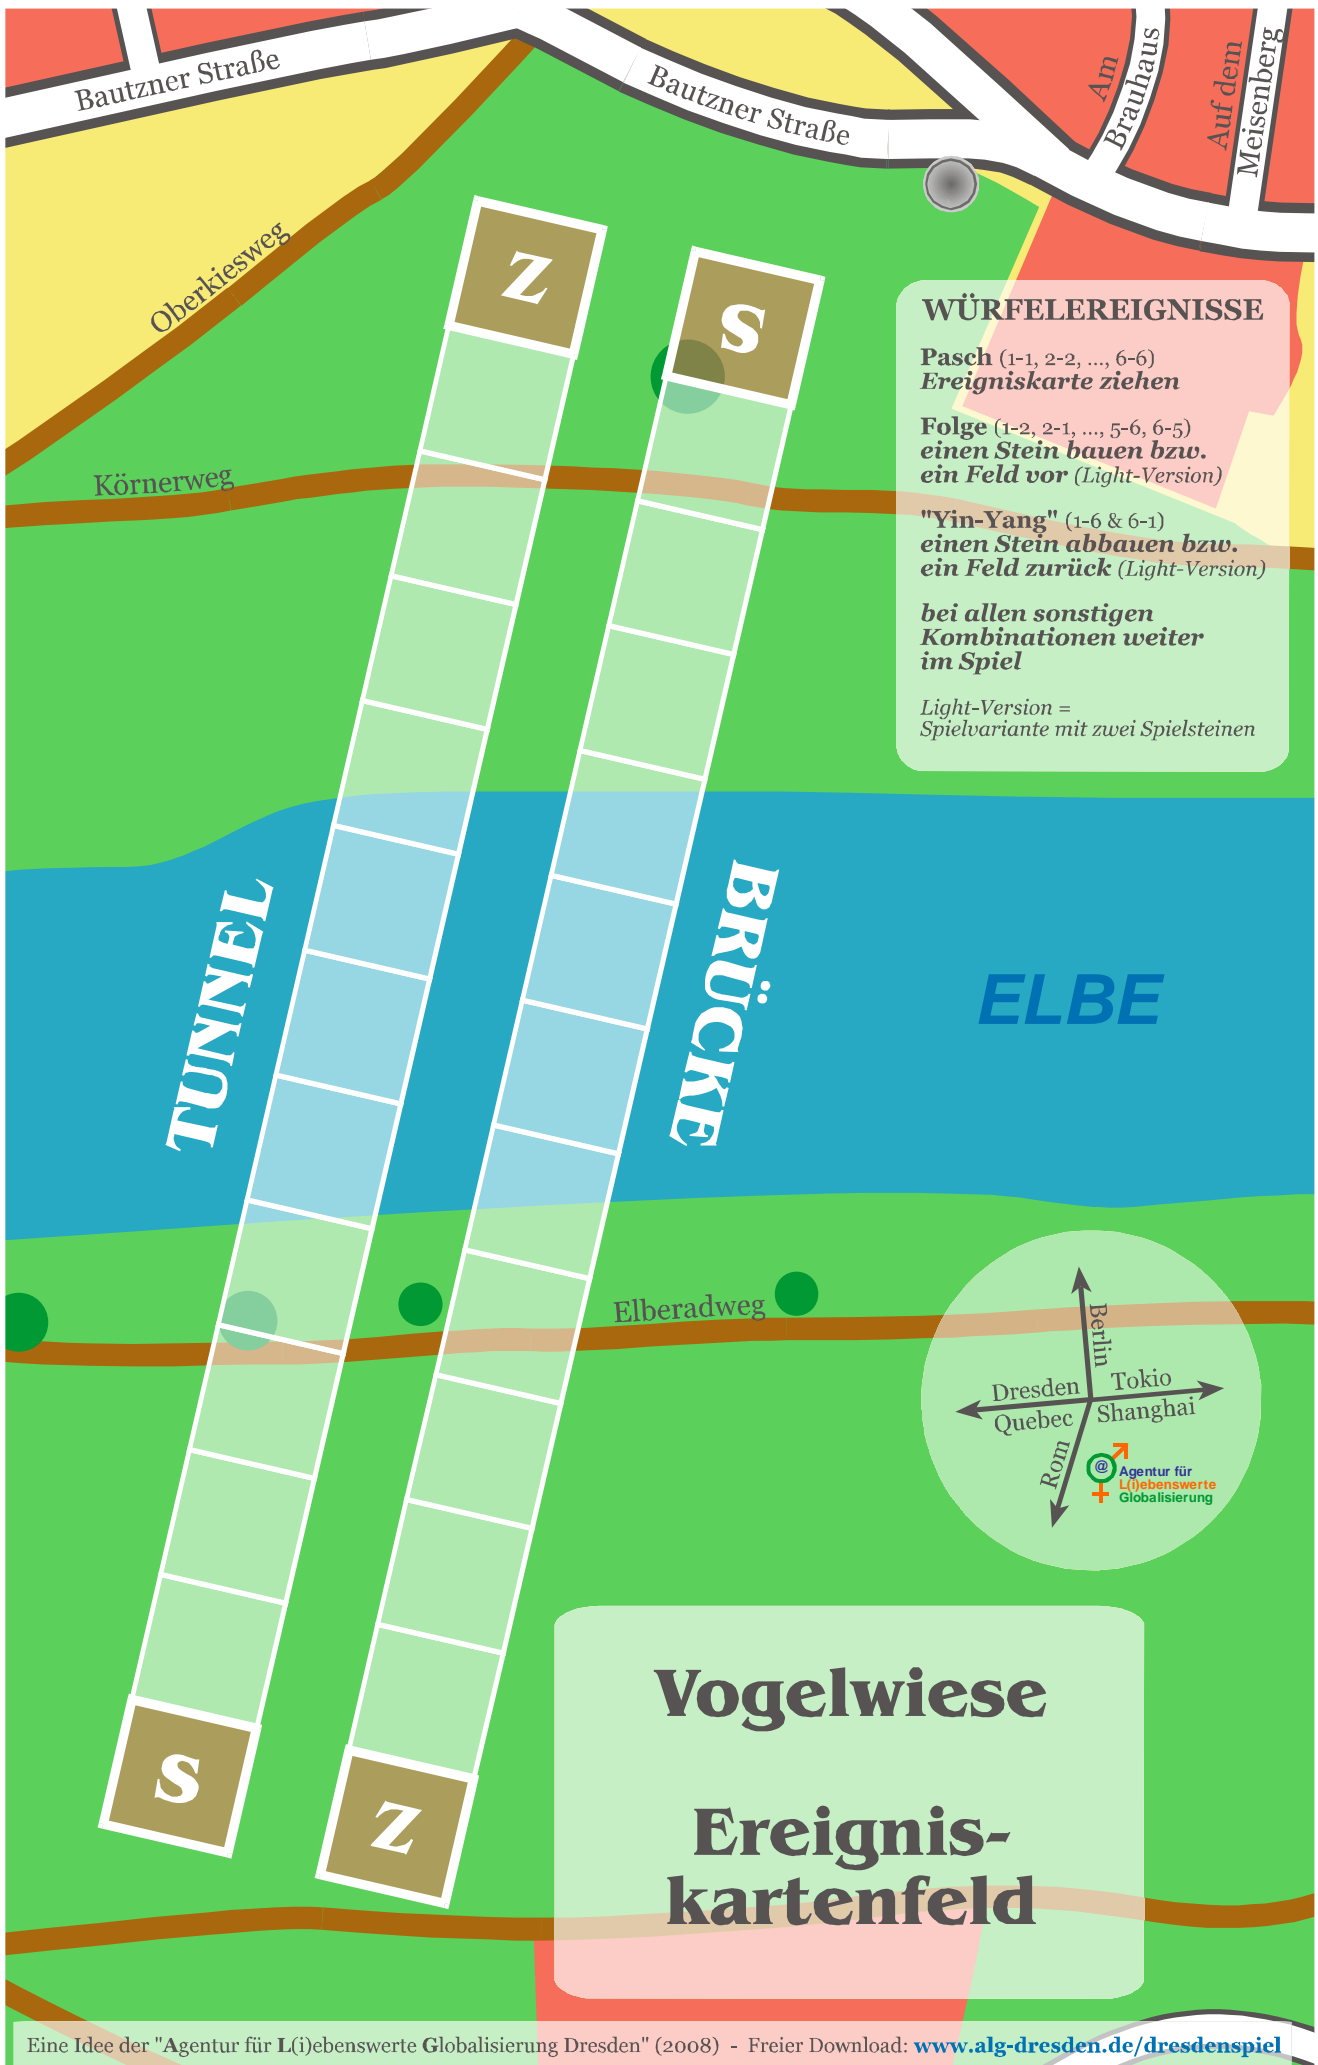 Bautzner Straße
Bautzner Straße
Am
Brauhaus
Auf dem
Meisenberg
Oberkiesweg
Z
S
WÜRFELEREIGNISSE
Pasch (1-1, 2-2, ..., 6-6)
Ereigniskarte ziehen
Folge (1-2, 2-1, ..., 5-6, 6-5)
einen Stein bauen bzw.
ein Feld vor (Light-Version)
"Yin-Yang" (1-6 & 6-1)
einen Stein abbauen bzw.
ein Feld zurück (Light-Version)
bei allen sonstigen
Kombinationen weiter
im Spiel
Light-Version =
Spielvariante mit zwei Spielsteinen
Körnerweg
TUNNEL
BRÜCKE
ELBE
Elberadweg
Berlin
Dresden
Tokio
Quebec
Shanghai
Rom
@
Agentur für
L(i)ebenswerte
Globalisierung
S
Z
Vogelwiese
Ereignis-
kartenfeld
Eine Idee der "Agentur für L(i)ebenswerte Globalisierung Dresden" (2008) - Freier Download: www.alg-dresden.de/dresdenspiel